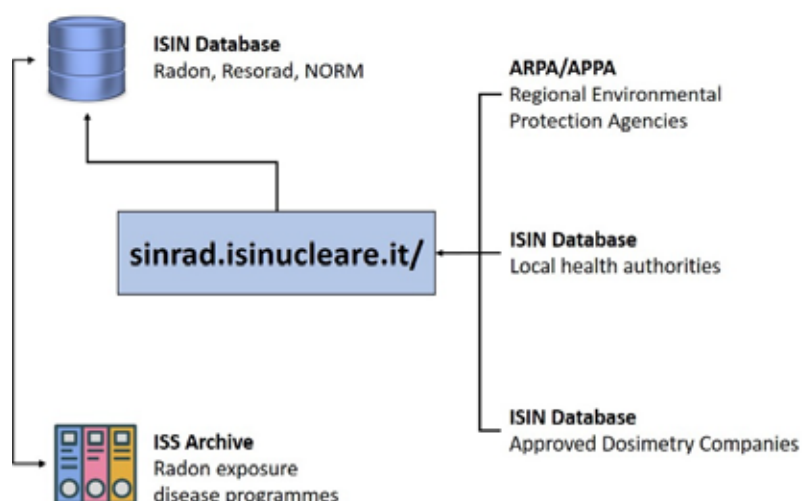 ISIN Database
Radon, Resorad, NORM
ARPA/APPA
Regional Environmental
Protection Agencies
sinrad.isinucleare.it/
ISIN Database
Local health authorities
ISIN Database
Approved Dosimetry Companies
ISS Archive
Radon exposure
disease programmes